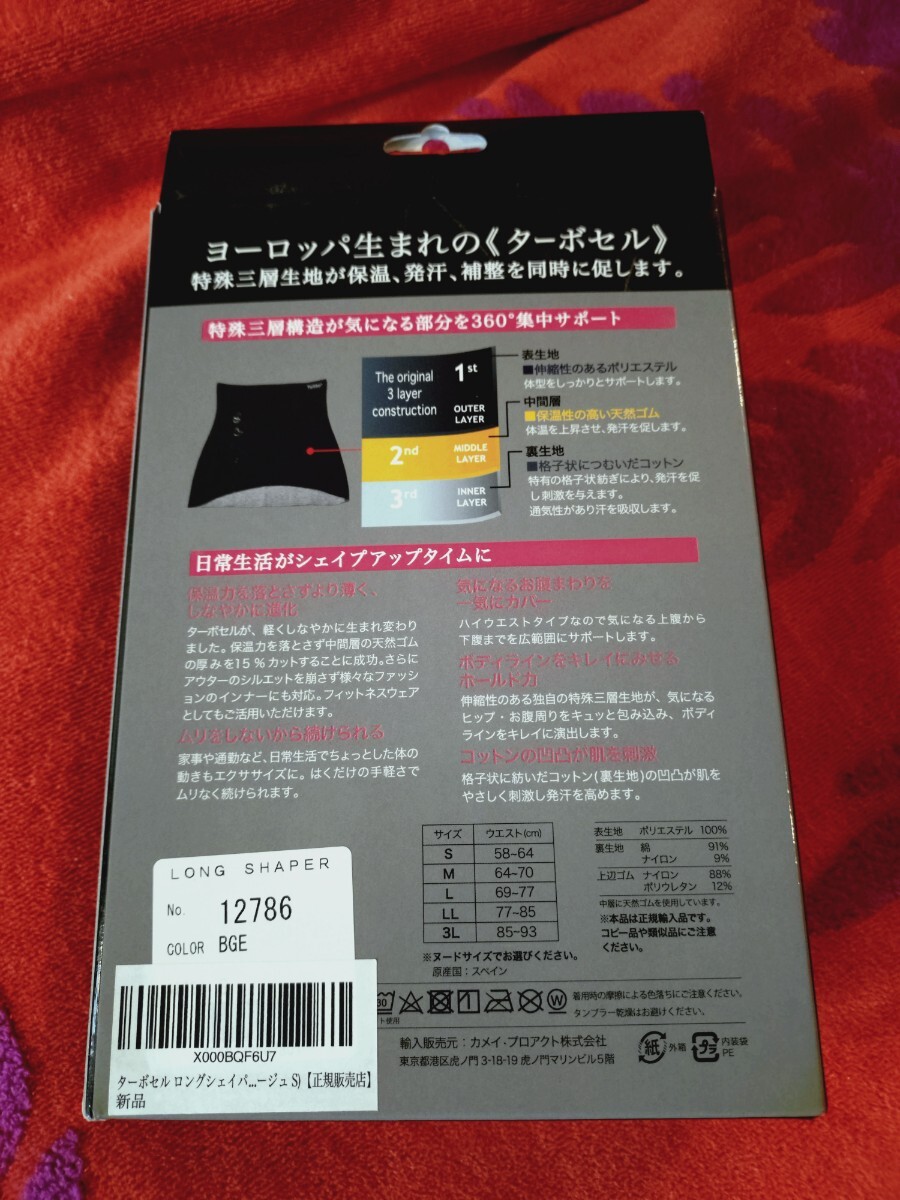 ヨーロッパ生まれの《ターボセル》
特殊三層生地が保温、発汗、補整を同時に促します。
特殊三層構造が気になる部分を360°集中サポート
The original
3 layer
construction
1st
OUTER
LAYER
2nd
MIDDLE
LAYER
3rd
INNER
LAYER
表生地
■伸縮性のあるポリエステル
体型をしっかりとサポートします。
中間層
■保温性の高い天然ゴム
体温を上昇させ、発汗を促します。
裏生地
■格子状につむいだコットン
特有の格子状紡ぎにより、発汗を促
し刺激を与えます。
通気性があり汗を吸収します。
日常生活がシェイプアップタイムに
保温力を落とさずより薄く、
しなやかに進化
ターボセルが、軽くしなやかに生まれ変わり
ました。保温力を落とさず中間層の天然ゴム
の厚みを15%カットすることに成功。さらに
アウターのシルエットを崩さず様々なファッシ
ョンのインナーにも対応。フィットネスウェア
としてもご活用いただけます。
ムリをしないから続けられる
家事や通勤など、日常生活でちょっとした体の
動きもエクササイズに。はくだけの手軽さで
ムリなく続けられます。
気になるお腹まわりを
一気にカバー
ハイウエストタイプなので気になる上腹から
下腹までを広範囲にサポートします。
ボディラインをキレイにみせる
ホールド力
伸縮性のある独自の特殊三層生地が、気になる
ヒップ・お腹周りをキュッと包み込み、ボディ
ラインをキレイに演出します。
コットンの凹凸が肌を刺激
格子状に紡いだコットン(裏生地)の凹凸が肌を
やさしく刺激し発汗を高めます。
サイズ ウエスト(cm)
S 58~64
M 64~70
L 69~77
LL 77~85
3L 85~93
※ヌードサイズでお選びください。
原産国：スペイン
表生地 ポリエステル 100%
裏生地 綿 91%
ナイロン 9%
上辺ゴム ナイロン 88%
ポリウレタン 12%
中層に天然ゴムを使用しています。
※本品は正規輸入品です。
コピー品や類似品にご注意
ください。
LONG SHAPER
No. 12786
COLOR BGE
X000BQF6U7
ターボセル ロングシェイパ...ージュ S)【正規販売店】
新品
30
ト使用
W
着用時の摩擦による色落ちにご注意ください。
タンブラー乾燥はお避けください。
輸入販売元：カメイ・プロアクト株式会社
東京都港区虎ノ門 3-18-19 虎ノ門マリンビル5階
紙
外箱
プラ
内装袋
PE